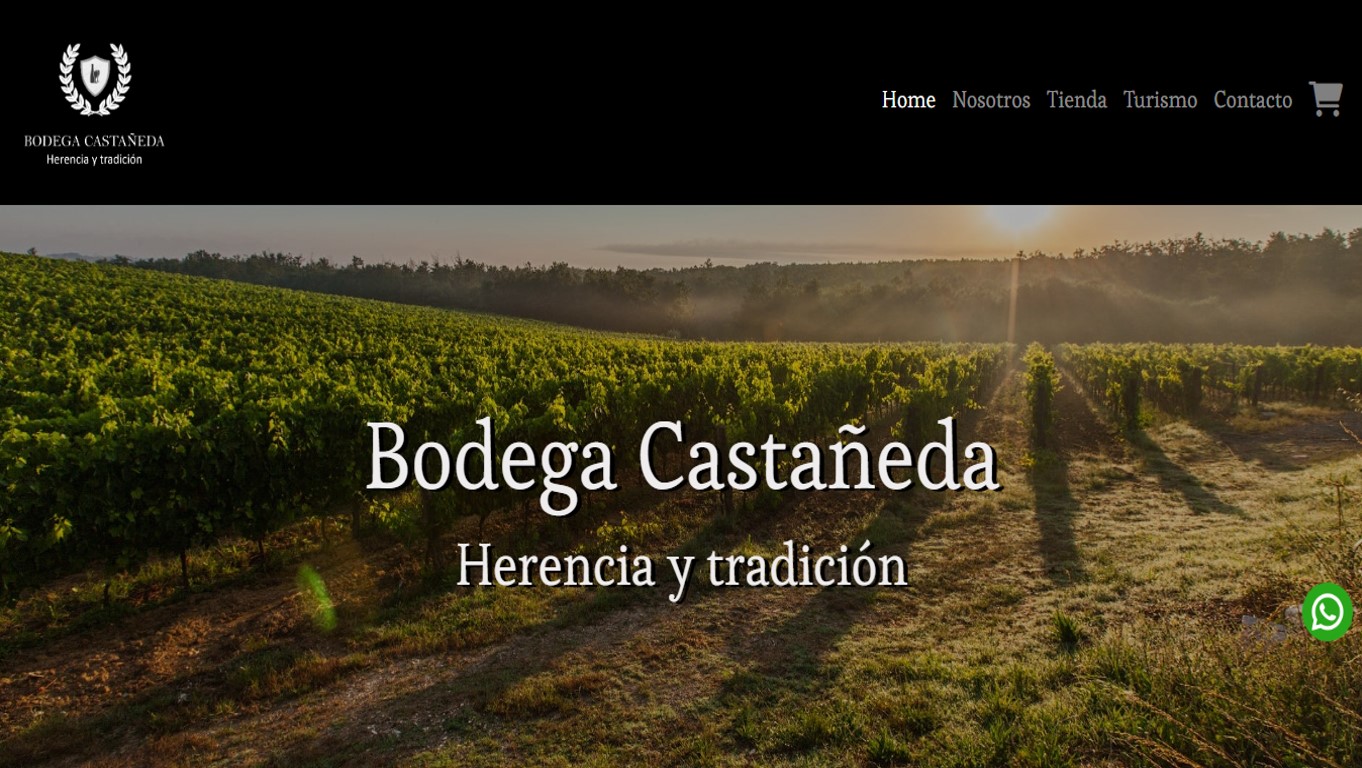 BODEGA CASTAÑEDA
Herencia y tradición
Home Nosotros Tienda Turismo Contacto
Bodega Castañeda
Herencia y tradición